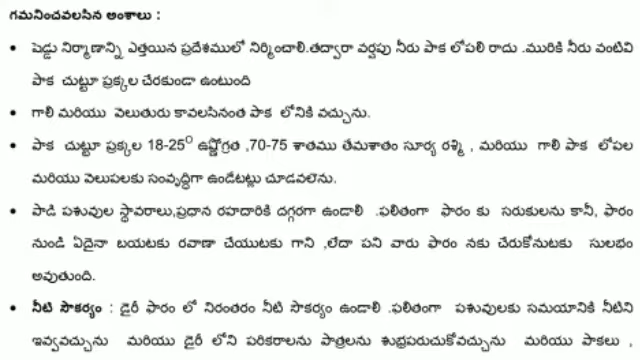 గమనించవలసిన అంశాలు :
• పెడ్డు నిర్మాణాన్ని ఎత్తయిన ప్రదేశములో నిర్మించాలి.తద్వారా వర్షపు నీరు పాక లోపలి రాదు .మురికి నీరు వంటివి
పాక చుట్టూ ప్రక్కల చేరకుండా ఉంటుంది
• గాలి మరియు వెలుతురు కావలసినంత పాక లోనికి వచ్చును.
• పాక చుట్టూ ప్రక్కల 18-25⁰ ఉష్ణోగ్రత ,70-75 శాతము తేమశాతం సూర్య రశ్మి , మరియు గాలి పాక లోపల
మరియు వెలుపలకు సంవృద్ధిగా ఉండేటట్లు చూడవలెను.
• పాడి పశువుల స్థావరాలు,ప్రధాన రహదారికి దగ్గరగా ఉండాలి .ఫలితంగా ఫారం కు సరుకులను కానీ, ఫారం
నుండి ఏదైనా బయటకు రవాణా చేయుటకు గాని ,లేదా పని వారు ఫారం నకు చేరుకోనుటకు సులభం
అవుతుంది.
• నీటి సౌకర్యం : డైరీ ఫారం లో నిరంతరం నీటి సౌకర్యం ఉండాలి .ఫలితంగా పశువులకు సమయానికి నీటిని
ఇవ్వవచ్చును మరియు డైరీ లోని పరికరాలను పాత్రలను శుభ్రపరుచుకోవచ్చును మరియు పాకలు ,